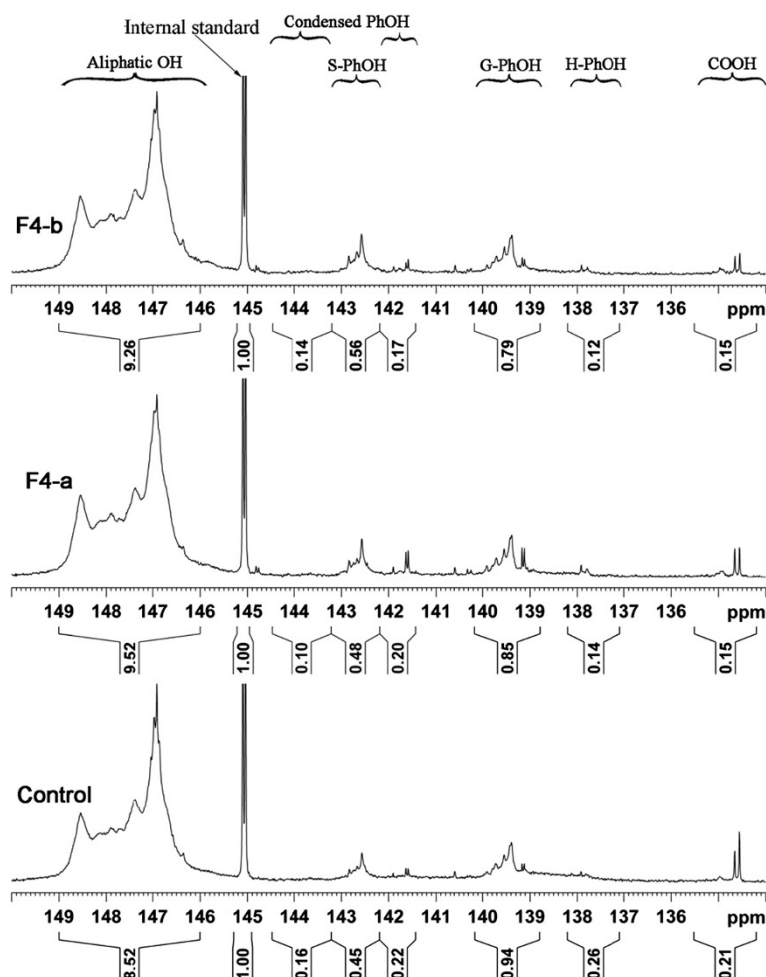 Internal standard
Condensed PhOH
Aliphatic OH
S-PhOH
G-PhOH
H-PhOH
COOH
F4-b
149 148 147 146 145 144 143 142 141 140 139 138 137 136 ppm
9.26 1.00 0.14 0.56 0.17 0.79 0.12 0.15
F4-a
149 148 147 146 145 144 143 142 141 140 139 138 137 136 ppm
9.52 1.00 0.10 0.48 0.20 0.85 0.14 0.15
Control
149 148 147 146 145 144 143 142 141 140 139 138 137 136 ppm
8.52 1.00 0.16 0.45 0.22 0.94 0.26 0.21